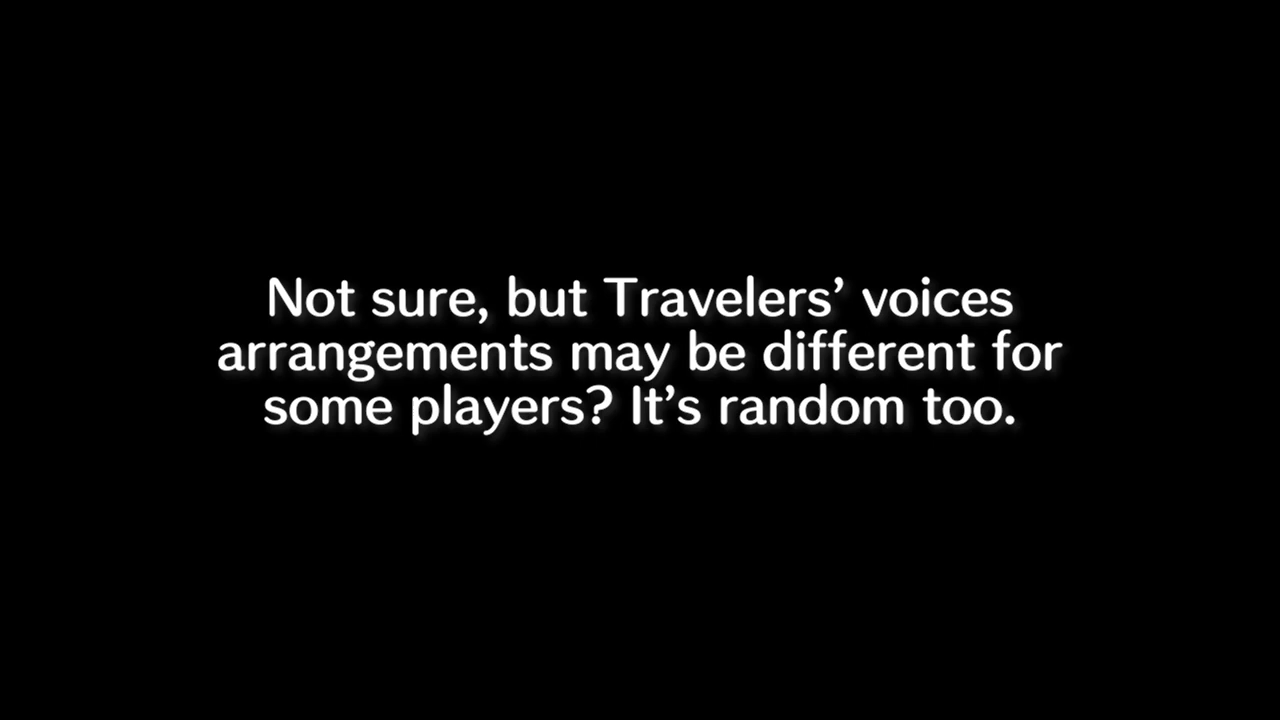 Not sure, but Travelers’ voices
arrangements may be different for
some players? It’s random too.